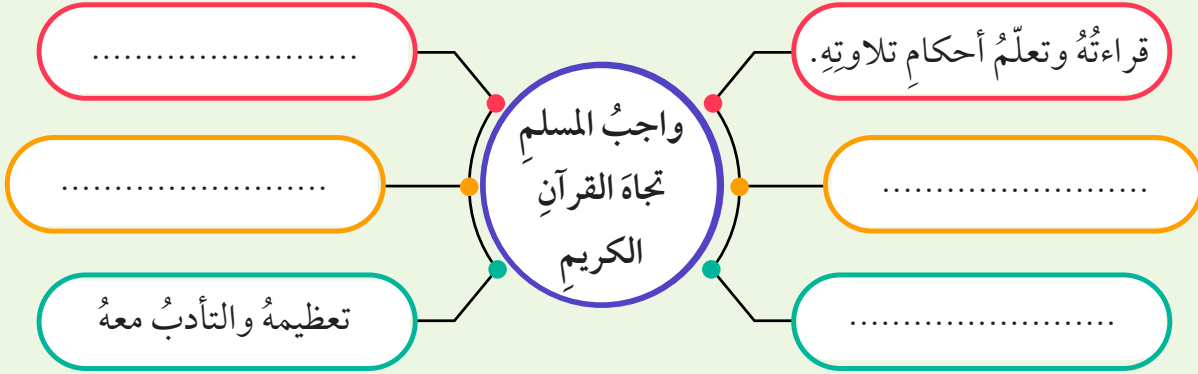 قراءتُهُ وتعلّمُ أحكامِ تلاوتِهِ.
........................
........................
واجبُ المسلمِ
تجاهَ القرآنِ
الكريمِ
........................
........................
تعظيمهُ والتأدبُ معهُ